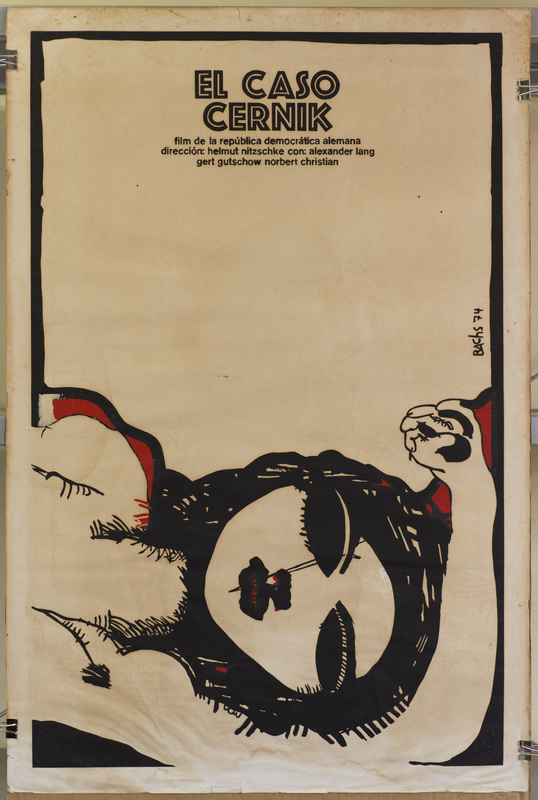 EL CASO
CERNIK
film de la república democrática alemana
dirección: helmut nitzschke con: alexander lang
gert gutschow norbert christian
BAchs 74